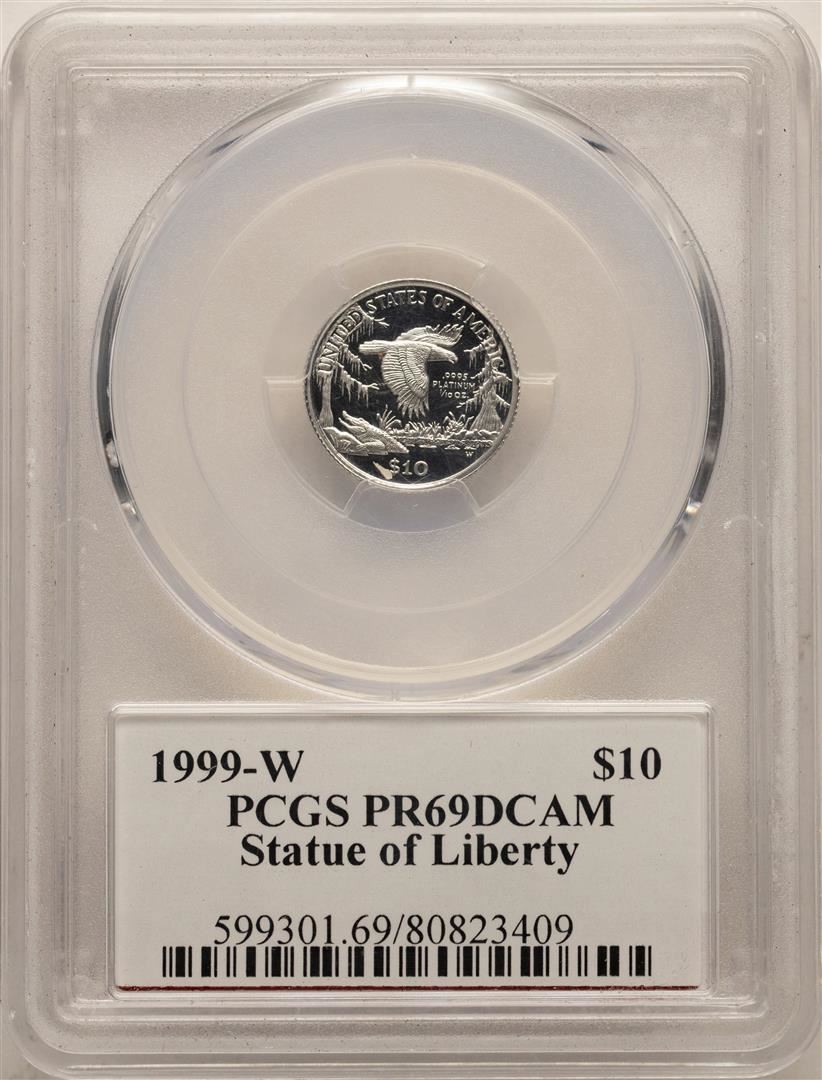 UNITED STATES OF AMERICA
.9995
PLATINUM
1/10 OZ.
W
$10
1999-W $10
PCGS PR69DCAM
Statue of Liberty
599301.69/80823409